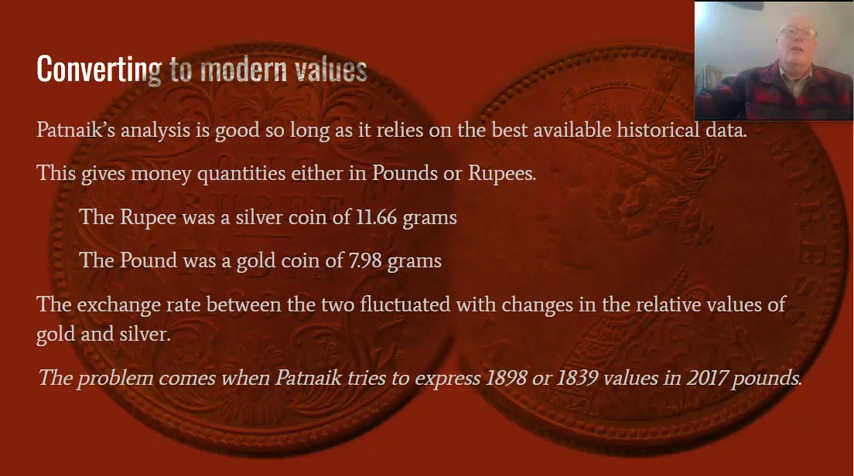 Converting to modern values
Patnaik's analysis is good so long as it relies on the best available historical data.
This gives money quantities either in Pounds or Rupees.
The Rupee was a silver coin of 11.66 grams
The Pound was a gold coin of 7.98 grams
The exchange rate between the two fluctuated with changes in the relative values of
gold and silver.
The problem comes when Patnaik tries to express 1898 or 1839 values in 2017 pounds.